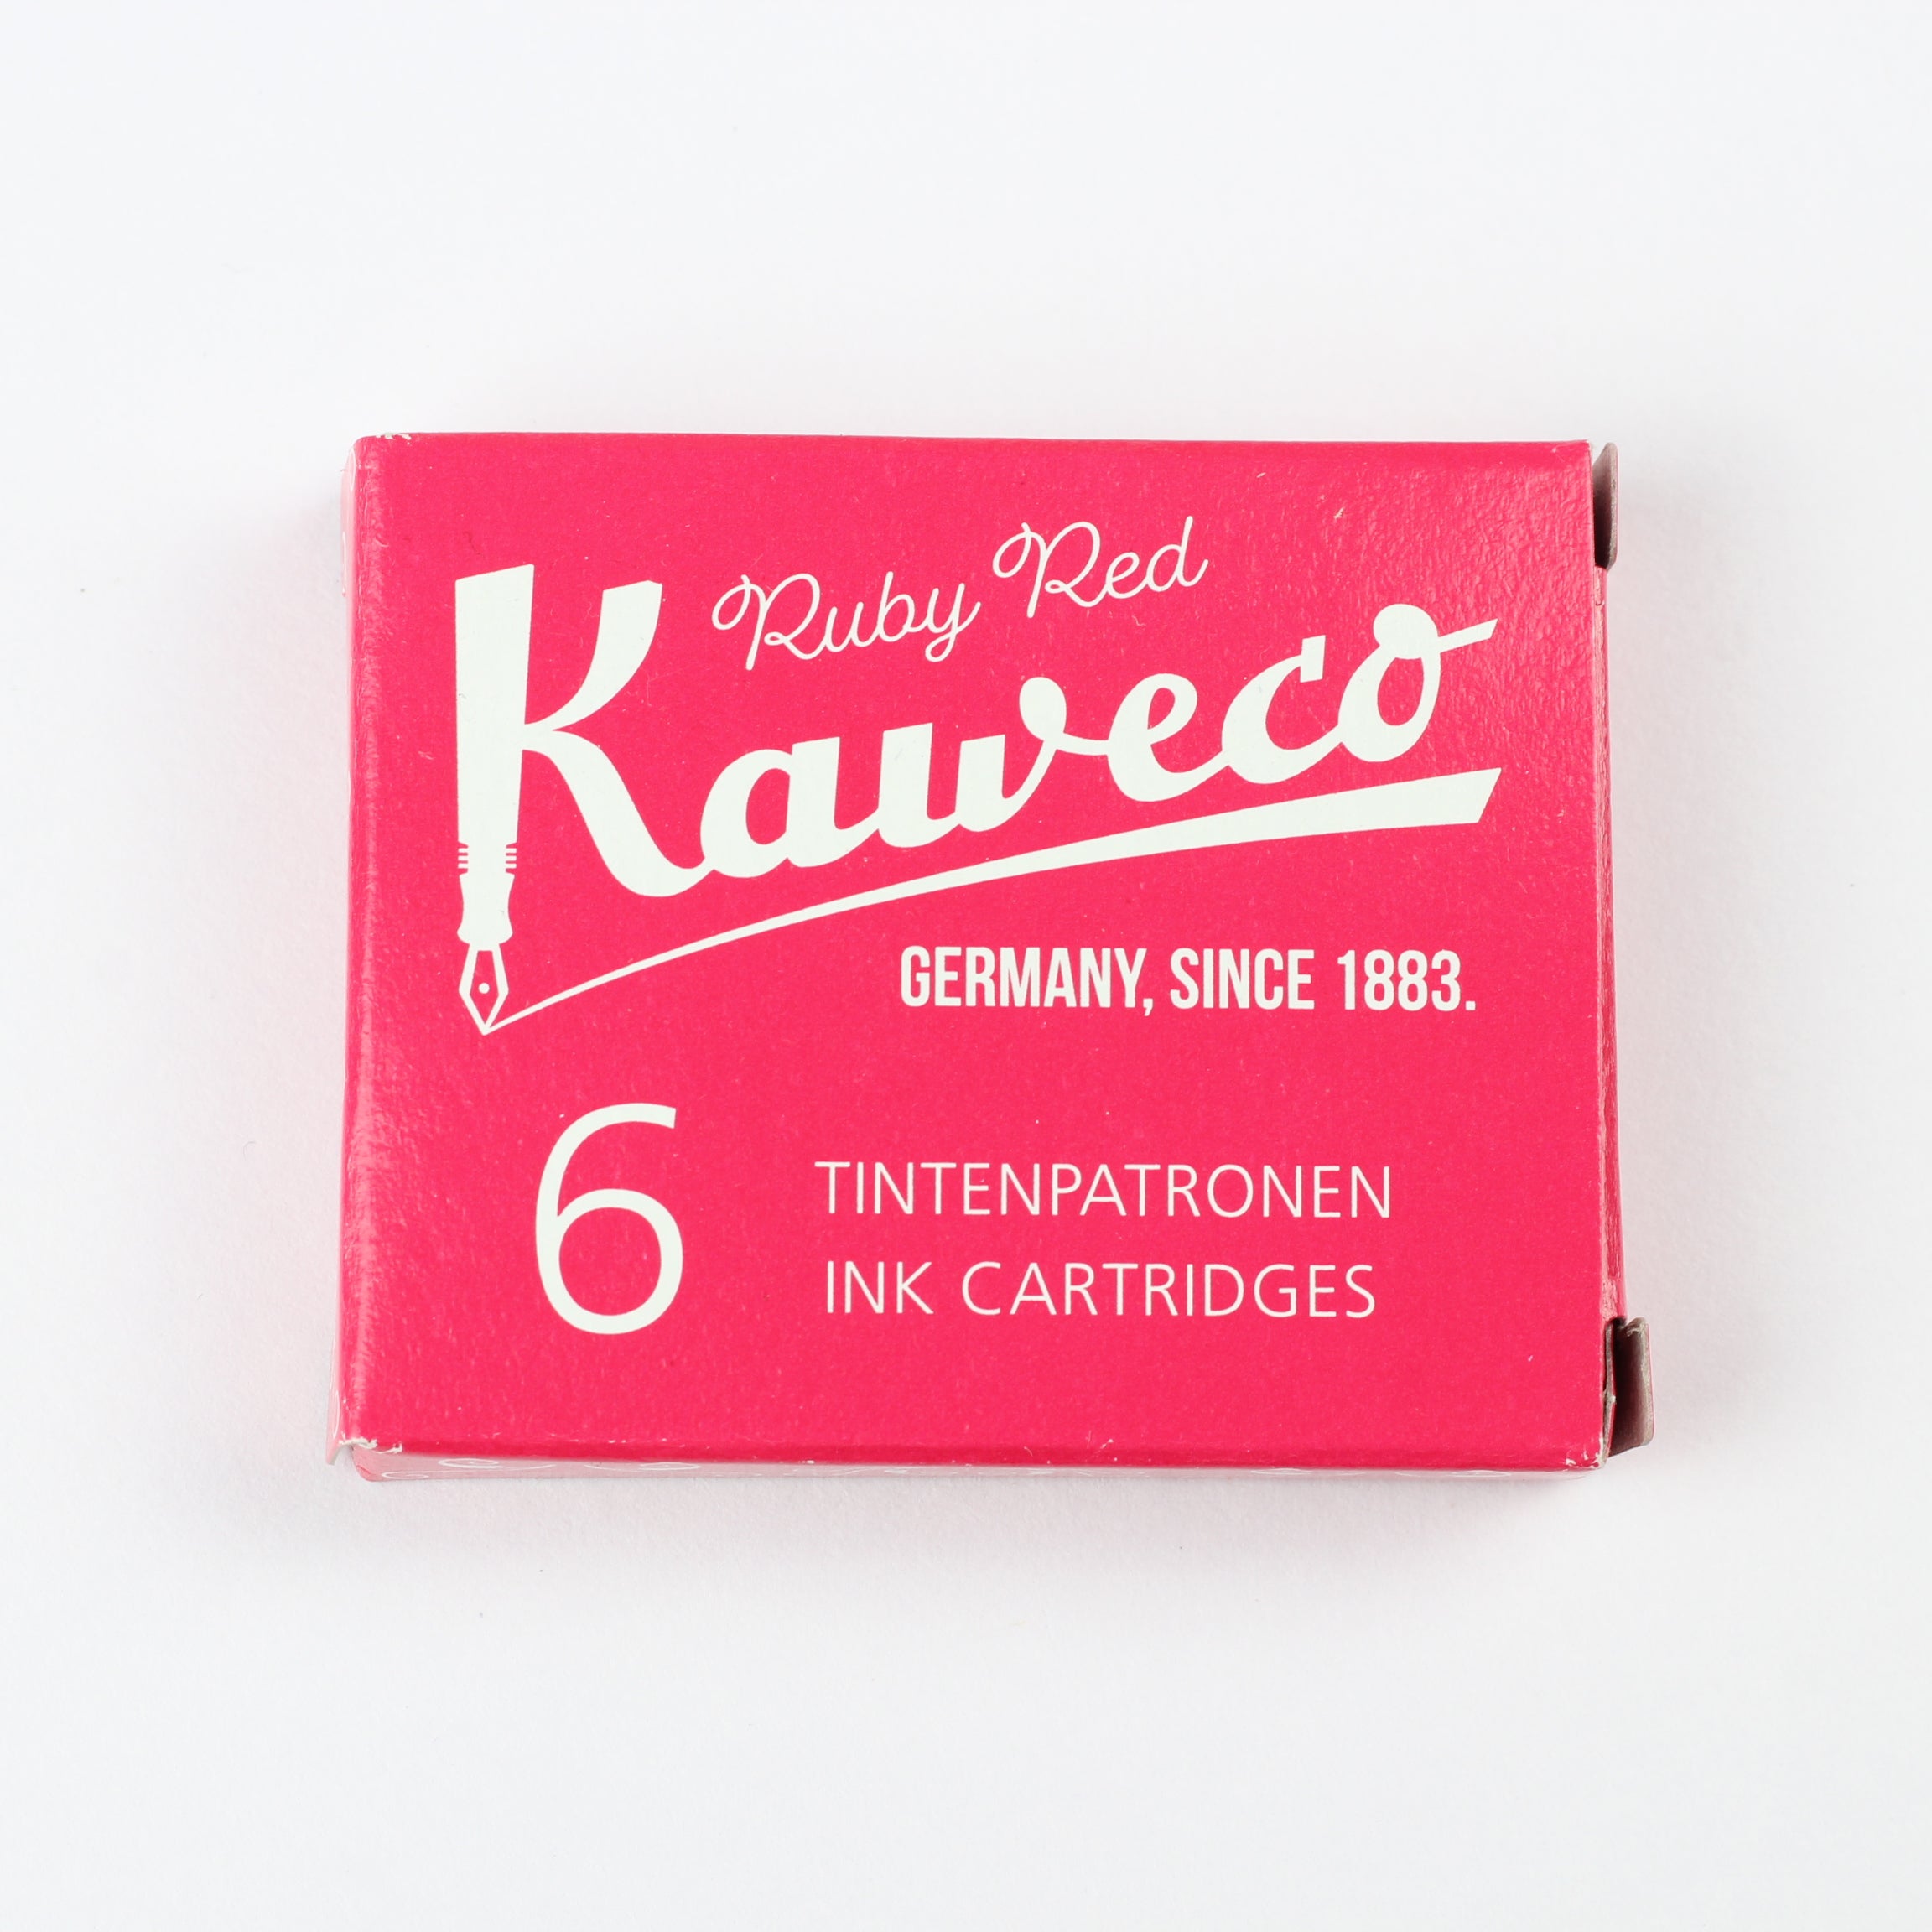 Ruby Red
Kaweco
GERMANY, SINCE 1883.
6
TINTENPATRONEN
INK CARTRIDGES